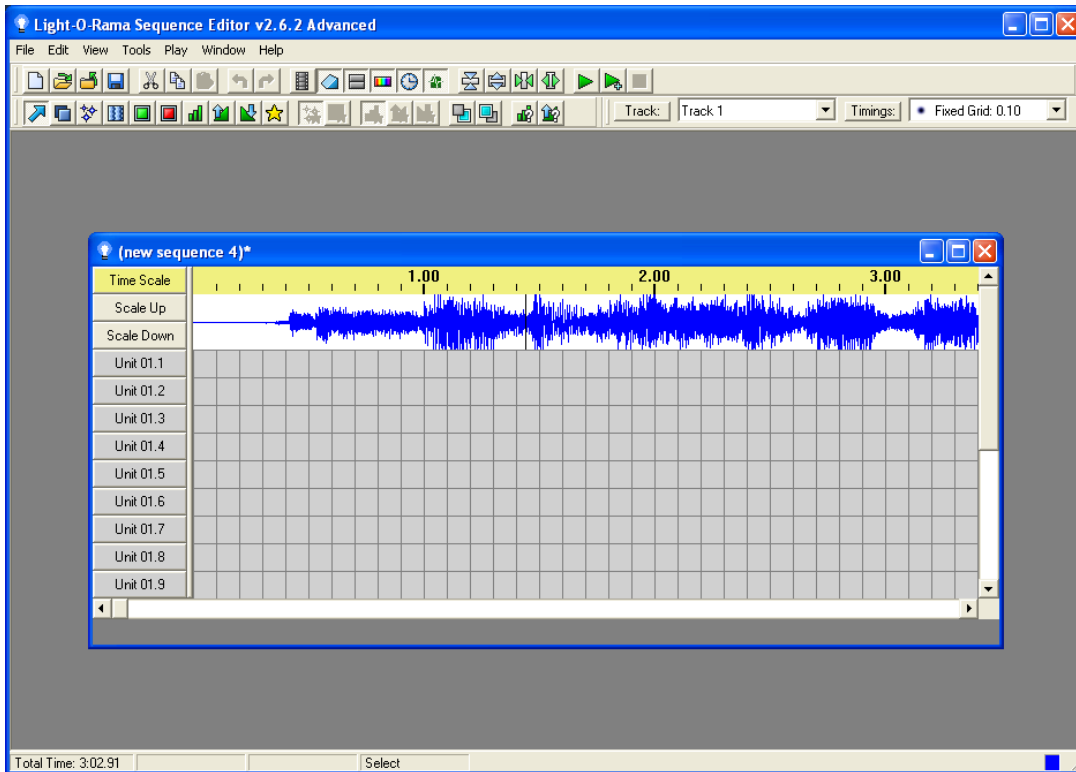 Light-O-Rama Sequence Editor v2.6.2 Advanced
File Edit View Tools Play Window Help
Track: Track 1 Timings: Fixed Grid: 0.10
(new sequence 4)*
Time Scale 1.00 2.00 3.00
Scale Up
Scale Down
Unit 01.1
Unit 01.2
Unit 01.3
Unit 01.4
Unit 01.5
Unit 01.6
Unit 01.7
Unit 01.8
Unit 01.9
Total Time: 3:02.91 Select